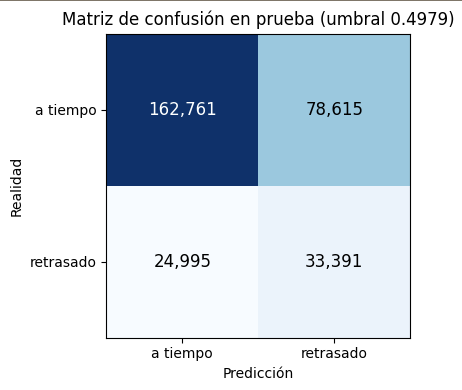 Matriz de confusión en prueba (umbral 0.4979)
a tiempo
162,761
78,615
Realidad
retrasado
24,995
33,391
a tiempo
retrasado
Predicción